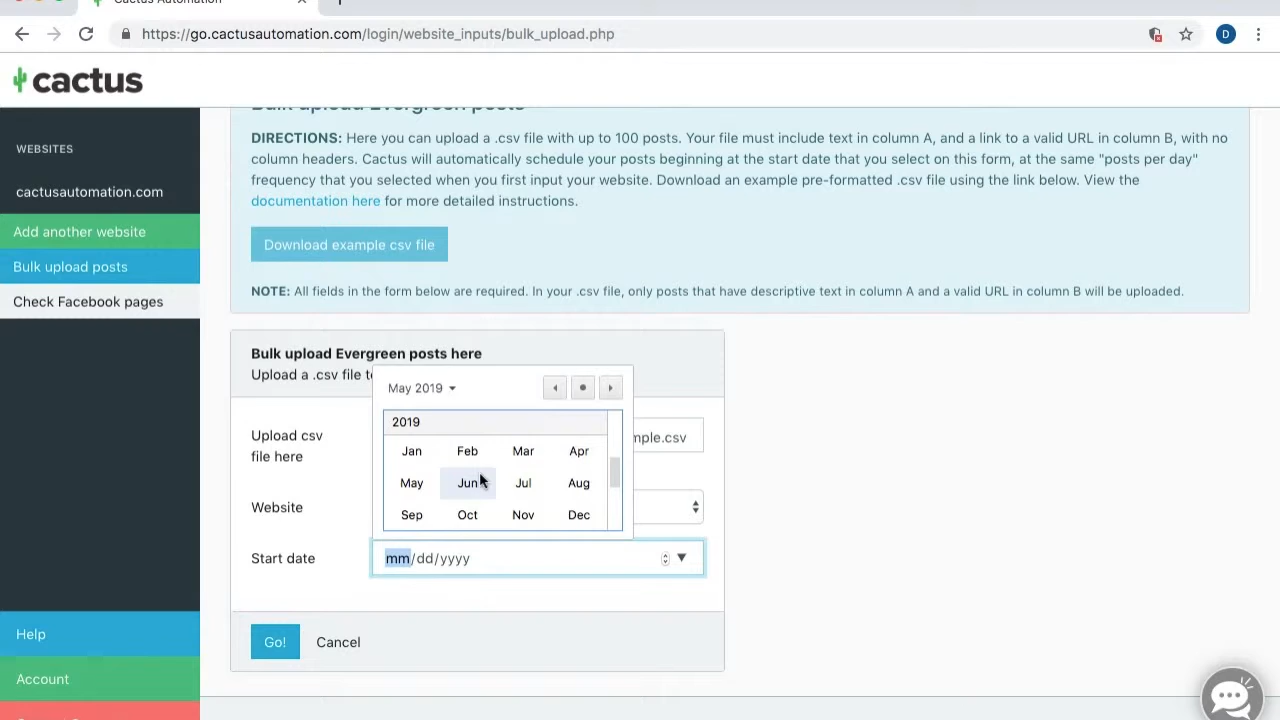 Cactus Automation
https://go.cactusautomation.com/login/website_inputs/bulk_upload.php
D
cactus
WEBSITES
cactusautomation.com
Add another website
Bulk upload posts
Check Facebook pages
Help
Account
Bulk upload Evergreen posts
DIRECTIONS: Here you can upload a .csv file with up to 100 posts. Your file must include text in column A, and a link to a valid URL in column B, with no
column headers. Cactus will automatically schedule your posts beginning at the start date that you select on this form, at the same "posts per day"
frequency that you selected when you first input your website. Download an example pre-formatted .csv file using the link below. View the
documentation here for more detailed instructions.
Download example csv file
NOTE: All fields in the form below are required. In your .csv file, only posts that have descriptive text in column A and a valid URL in column B will be uploaded.
Bulk upload Evergreen posts here
Upload a .csv file
May 2019
2019
Jan Feb Mar Apr
May Jun Jul Aug
Sep Oct Nov Dec
Upload csv
file here
mple.csv
Website
Start date
mm/dd/yyyy
Go! Cancel